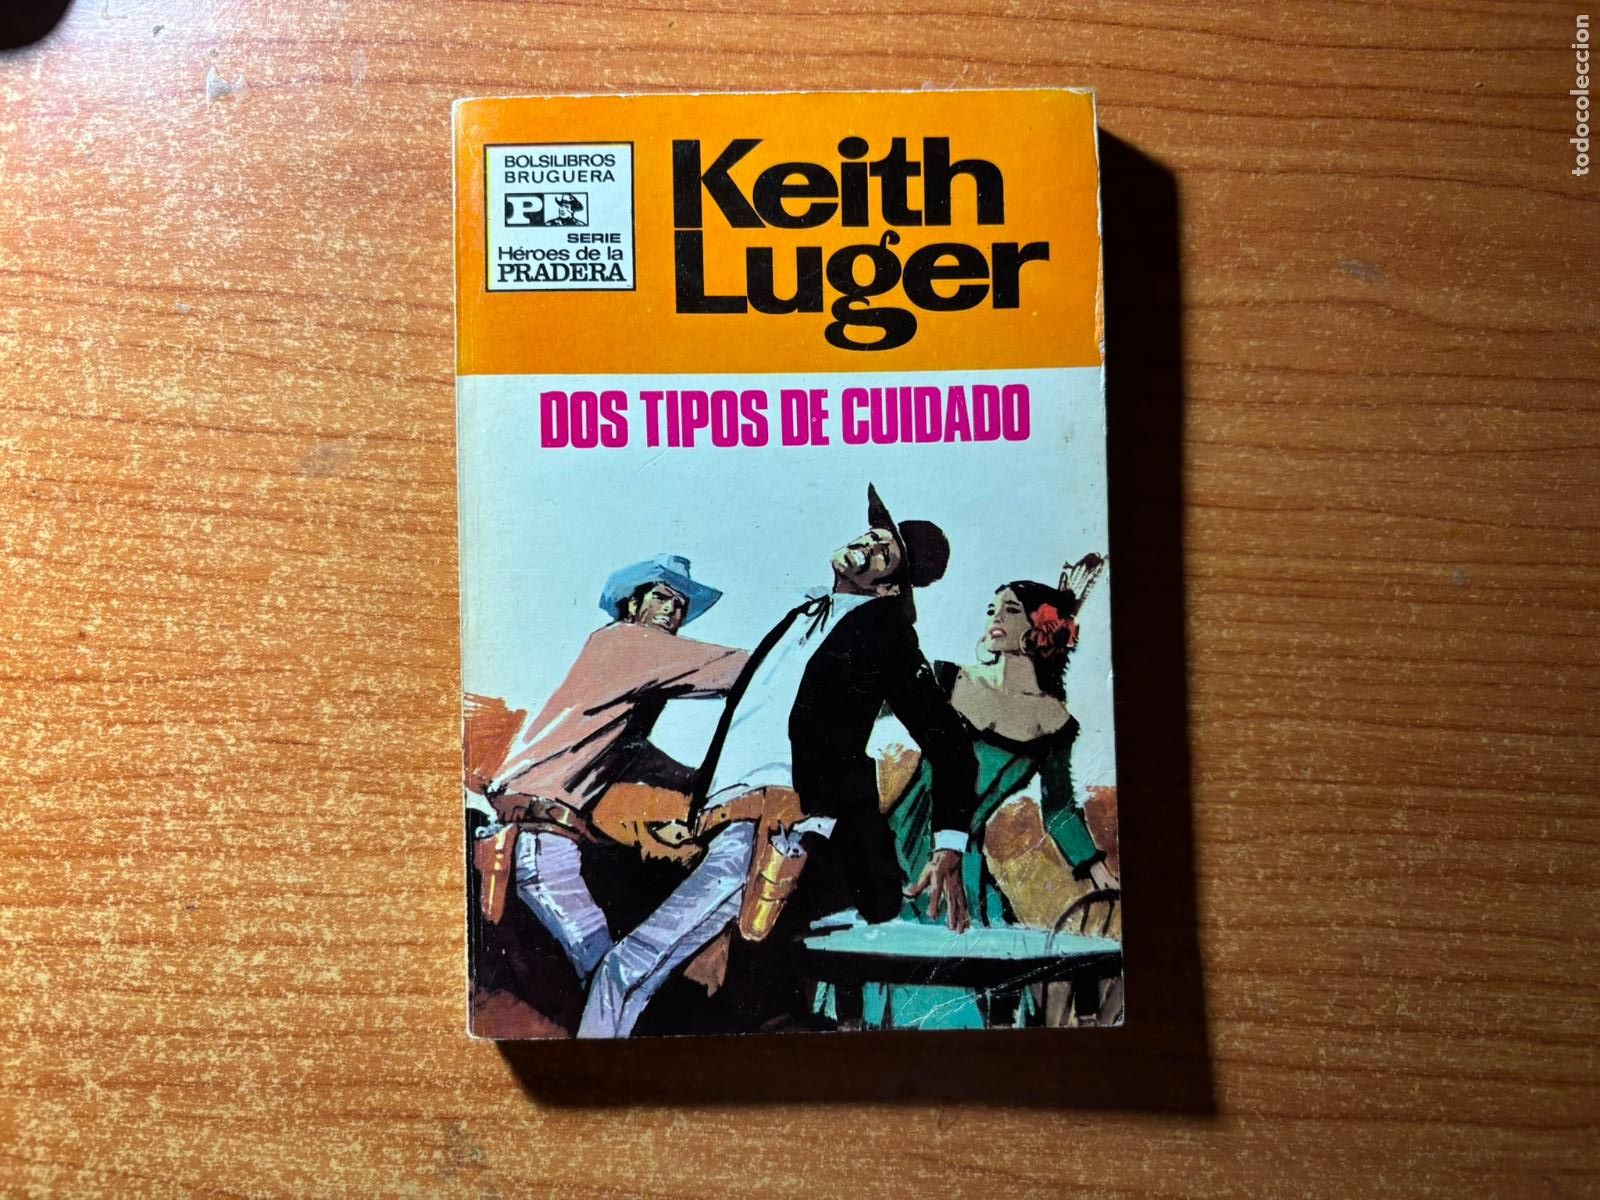 BOLSILIBROS
BRUGUERA
P
SERIE
Héroes de la
PRADERA
Keith
Luger
DOS TIPOS DE CUIDADO
todocoleccion